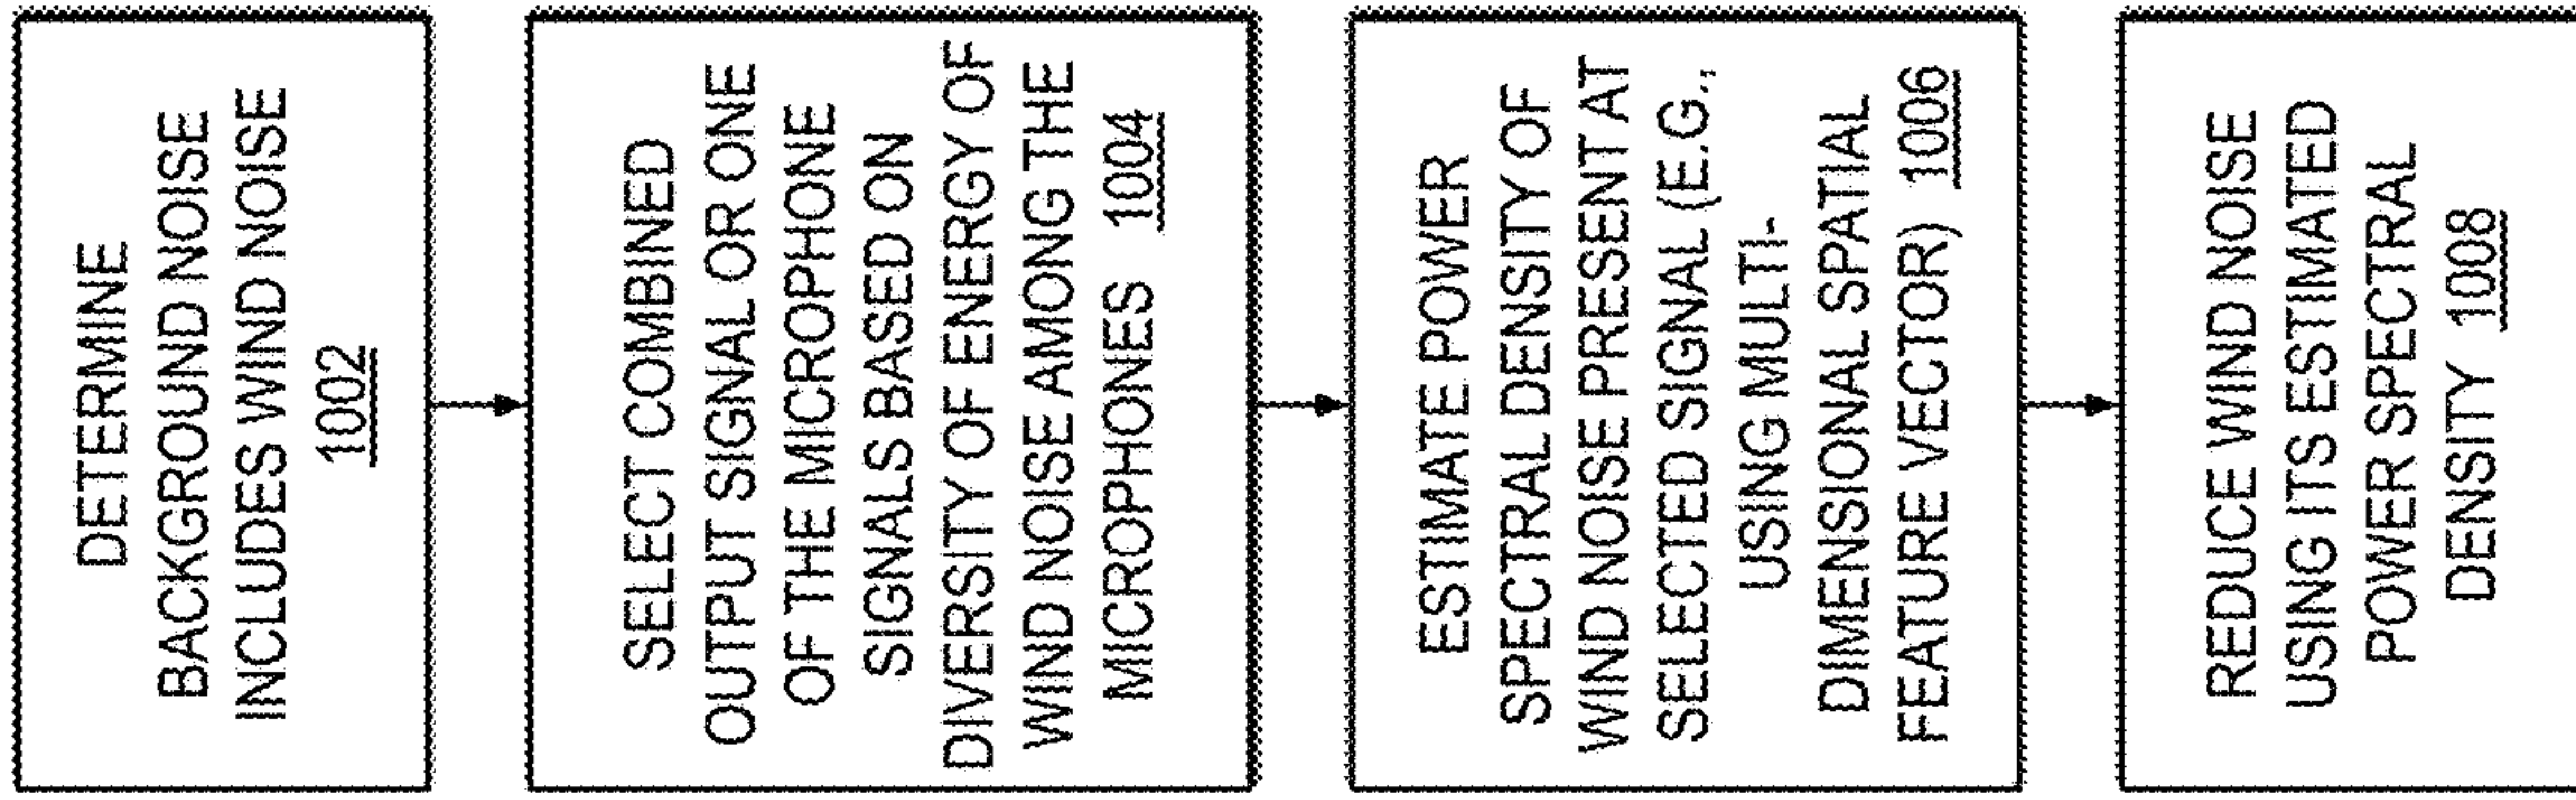 DETERMINE
BACKGROUND NOISE
INCLUDES WIND NOISE
1002
SELECT COMBINED
OUTPUT SIGNAL OR ONE
OF THE MICROPHONE
SIGNALS BASED ON
DIVERSITY OF ENERGY OF
WIND NOISE AMONG THE
MICROPHONES 1004
ESTIMATE POWER
SPECTRAL DENSITY OF
WIND NOISE PRESENT AT
SELECTED SIGNAL (E.G.,
USING MULTI-
DIMENSIONAL SPATIAL
FEATURE VECTOR) 1006
REDUCE WIND NOISE
USING ITS ESTIMATED
POWER SPECTRAL
DENSITY 1008